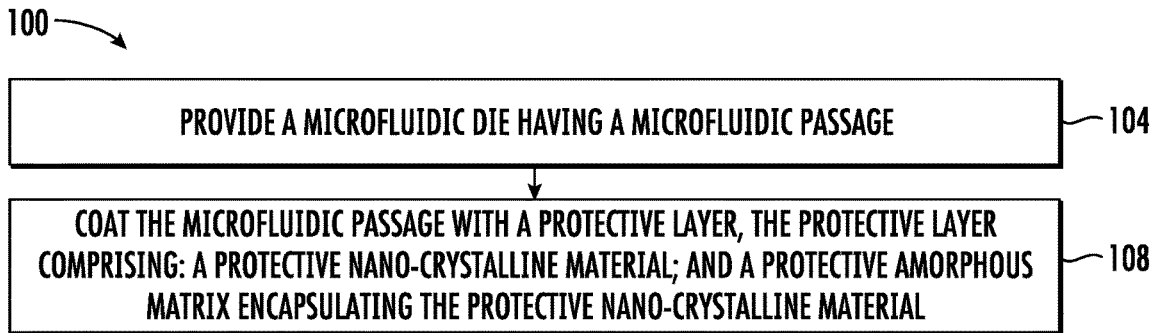 100
PROVIDE A MICROFLUIDIC DIE HAVING A MICROFLUIDIC PASSAGE
104
COAT THE MICROFLUIDIC PASSAGE WITH A PROTECTIVE LAYER, THE PROTECTIVE LAYER
COMPRISING: A PROTECTIVE NANO-CRYSTALLINE MATERIAL; AND A PROTECTIVE AMORPHOUS
MATRIX ENCAPSULATING THE PROTECTIVE NANO-CRYSTALLINE MATERIAL
108